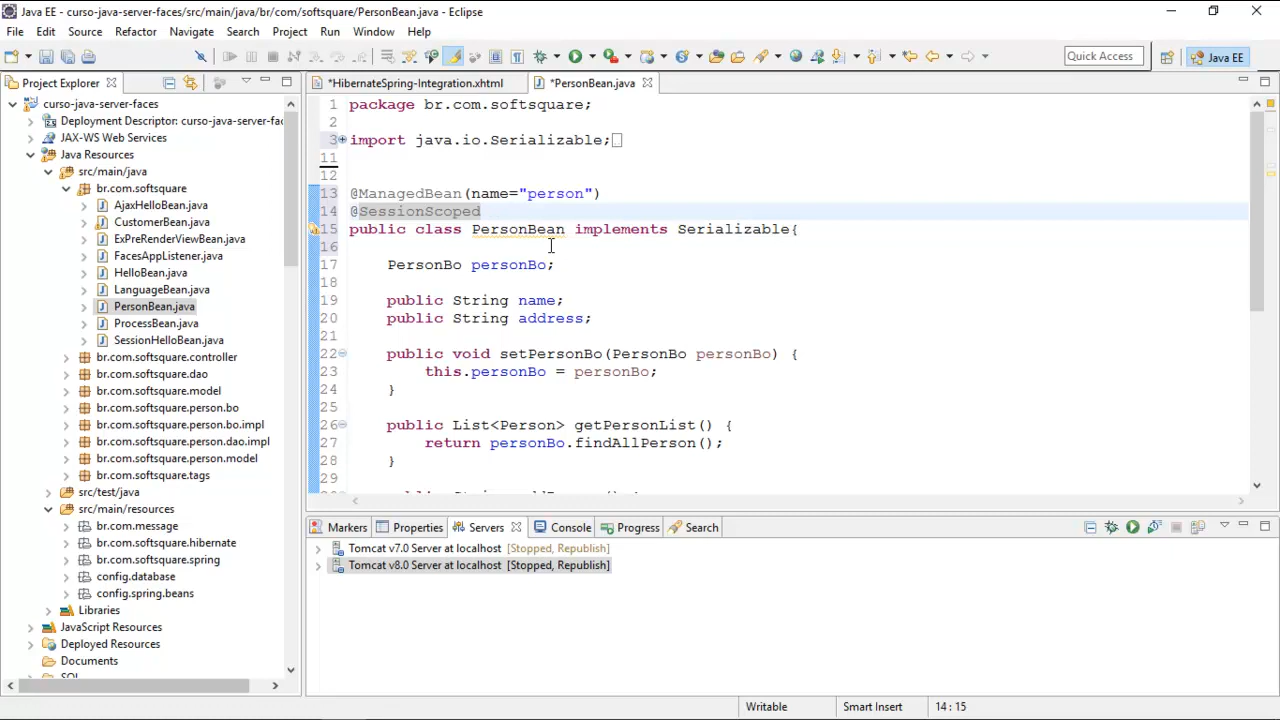 Java EE - curso-java-server-faces/src/main/java/br/com/softsquare/PersonBean.java - Eclipse
File Edit Source Refactor Navigate Search Project Run Window Help
Quick Access
Java EE
Project Explorer
curso-java-server-faces
Deployment Descriptor: curso-java-server-fac
JAX-WS Web Services
Java Resources
src/main/java
br.com.softsquare
AjaxHelloBean.java
CustomerBean.java
ExPreRenderViewBean.java
FacesAppListener.java
HelloBean.java
LanguageBean.java
PersonBean.java
ProcessBean.java
SessionHelloBean.java
br.com.softsquare.controller
br.com.softsquare.dao
br.com.softsquare.model
br.com.softsquare.person.bo
br.com.softsquare.person.bo.impl
br.com.softsquare.person.dao.impl
br.com.softsquare.person.model
br.com.softsquare.tags
src/test/java
src/main/resources
br.com.message
br.com.softsquare.hibernate
br.com.softsquare.spring
config.database
config.spring.beans
Libraries
JavaScript Resources
Deployed Resources
Documents
*HibernateSpring-Integration.xhtml
*PersonBean.java
1 package br.com.softsquare;
2
3 import java.io.Serializable;
11
12
13 @ManagedBean(name="person")
14 @SessionScoped
15 public class PersonBean implements Serializable{
16
17 PersonBo personBo;
18
19 public String name;
20 public String address;
21
22 public void setPersonBo(PersonBo personBo) {
23 this.personBo = personBo;
24 }
25
26 public List<Person> getPersonList() {
27 return personBo.findAllPerson();
28 }
29
Markers Properties Servers Console Progress Search
Tomcat v7.0 Server at localhost [Stopped, Republish]
Tomcat v8.0 Server at localhost [Stopped, Republish]
Writable Smart Insert 14 : 15